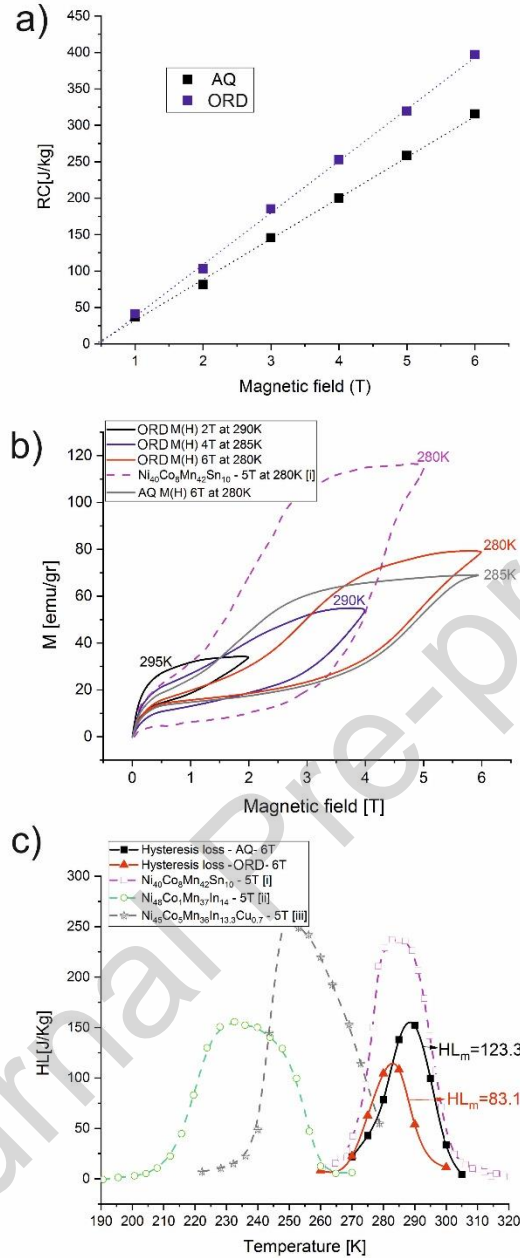 a)
450
400
350
300
250
200
150
100
50
0
RC[J/kg]
AQ
ORD
1 2 3 4 5 6
Magnetic field (T)
b)
ORD M(H) 2T at 290K
ORD M(H) 4T at 285K
ORD M(H) 6T at 280K
Ni40Co8Mn42Sn10 - 5T at 280K [i]
AQ M(H) 6T at 280K
120
100
80
60
40
20
0
M [emu/gr]
280K
280K
285K
290K
295K
0 1 2 3 4 5 6
Magnetic field [T]
c)
Hysteresis loss - AQ- 6T
Hysteresis loss -ORD- 6T
Ni40Co8Mn42Sn10 - 5T [i]
Ni48Co1Mn37In14 - 5T [ii]
Ni45Co5Mn36In13.3Cu0.7 - 5T [iii]
300
250
200
150
100
50
0
HL[J/Kg]
HLm=123.3
HLm=83.1
190 200 210 220 230 240 250 260 270 280 290 300 310 320
Temperature [K]
urnal Pre-pr